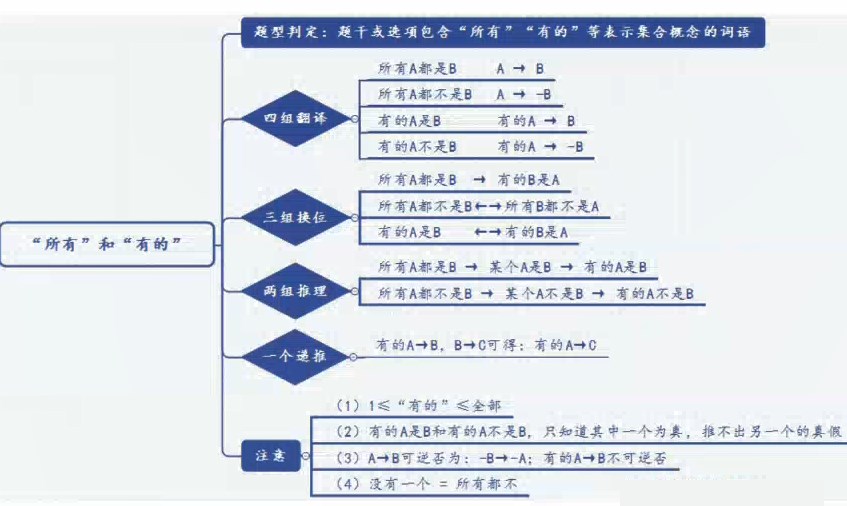 题型判定：题干或选项包含“所有”“有的”等表示集合概念的词语
“所有”和“有的”
四组翻译
所有A都是B A → B
所有A都不是B A → -B
有的A是B 有的A → B
有的A不是B 有的A → -B
三组换位
所有A都是B → 有的B是A
所有A都不是B←→所有B都不是A
有的A是B ←→有的B是A
两组推理
所有A都是B → 某个A是B → 有的A是B
所有A都不是B → 某个A不是B → 有的A不是B
一个递推
有的A→B，B→C可得：有的A→C
注意
（1）1≤“有的”≤全部
（2）有的A是B和有的A不是B，只知道其中一个为真，推不出另一个的真假
（3）A→B可逆否为：-B→-A；有的A→B不可逆否
（4）没有一个 = 所有都不